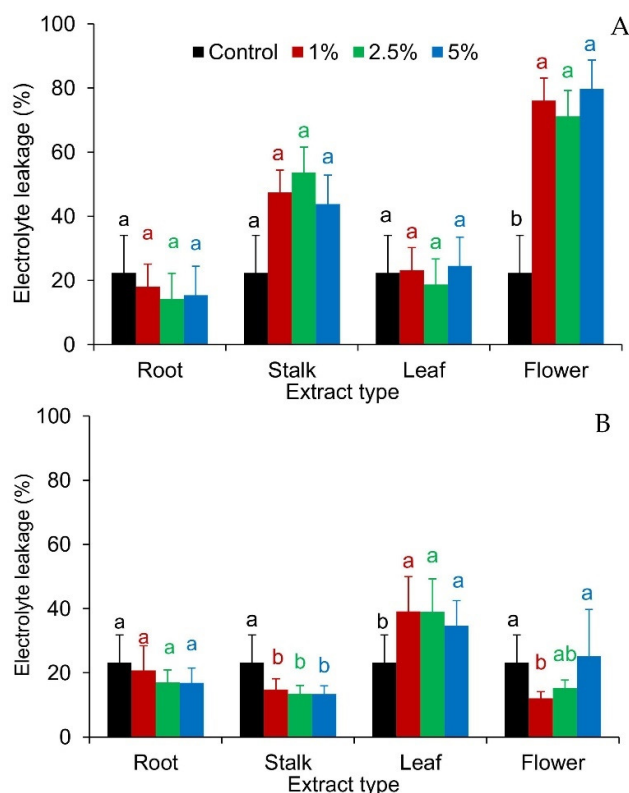 A
100
Control 1% 2.5% 5%
a a a
80
a
60
a a
40
a a a a a a a a b
20
0
Root Stalk Leaf Flower
Extract type
Electrolyte leakage (%)
B
100
80
60
a a a
40
a a a a a b b b b a b ab a
20
0
Root Stalk Leaf Flower
Extract type
Electrolyte leakage (%)